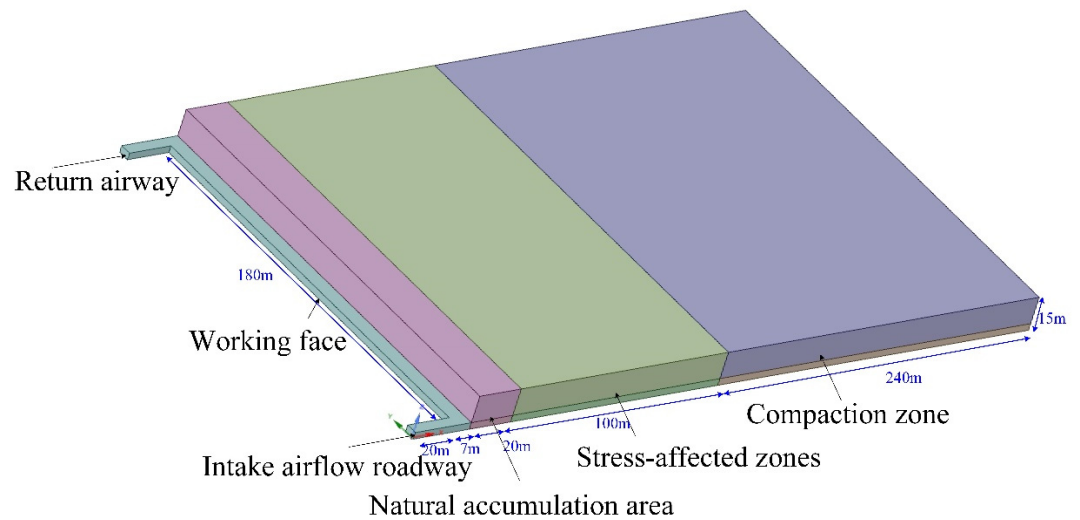 Return airway
180m
Working face
15m
240m
Compaction zone
100m
Stress-affected zones
20m
7m
20m
Intake airflow roadway
Natural accumulation area